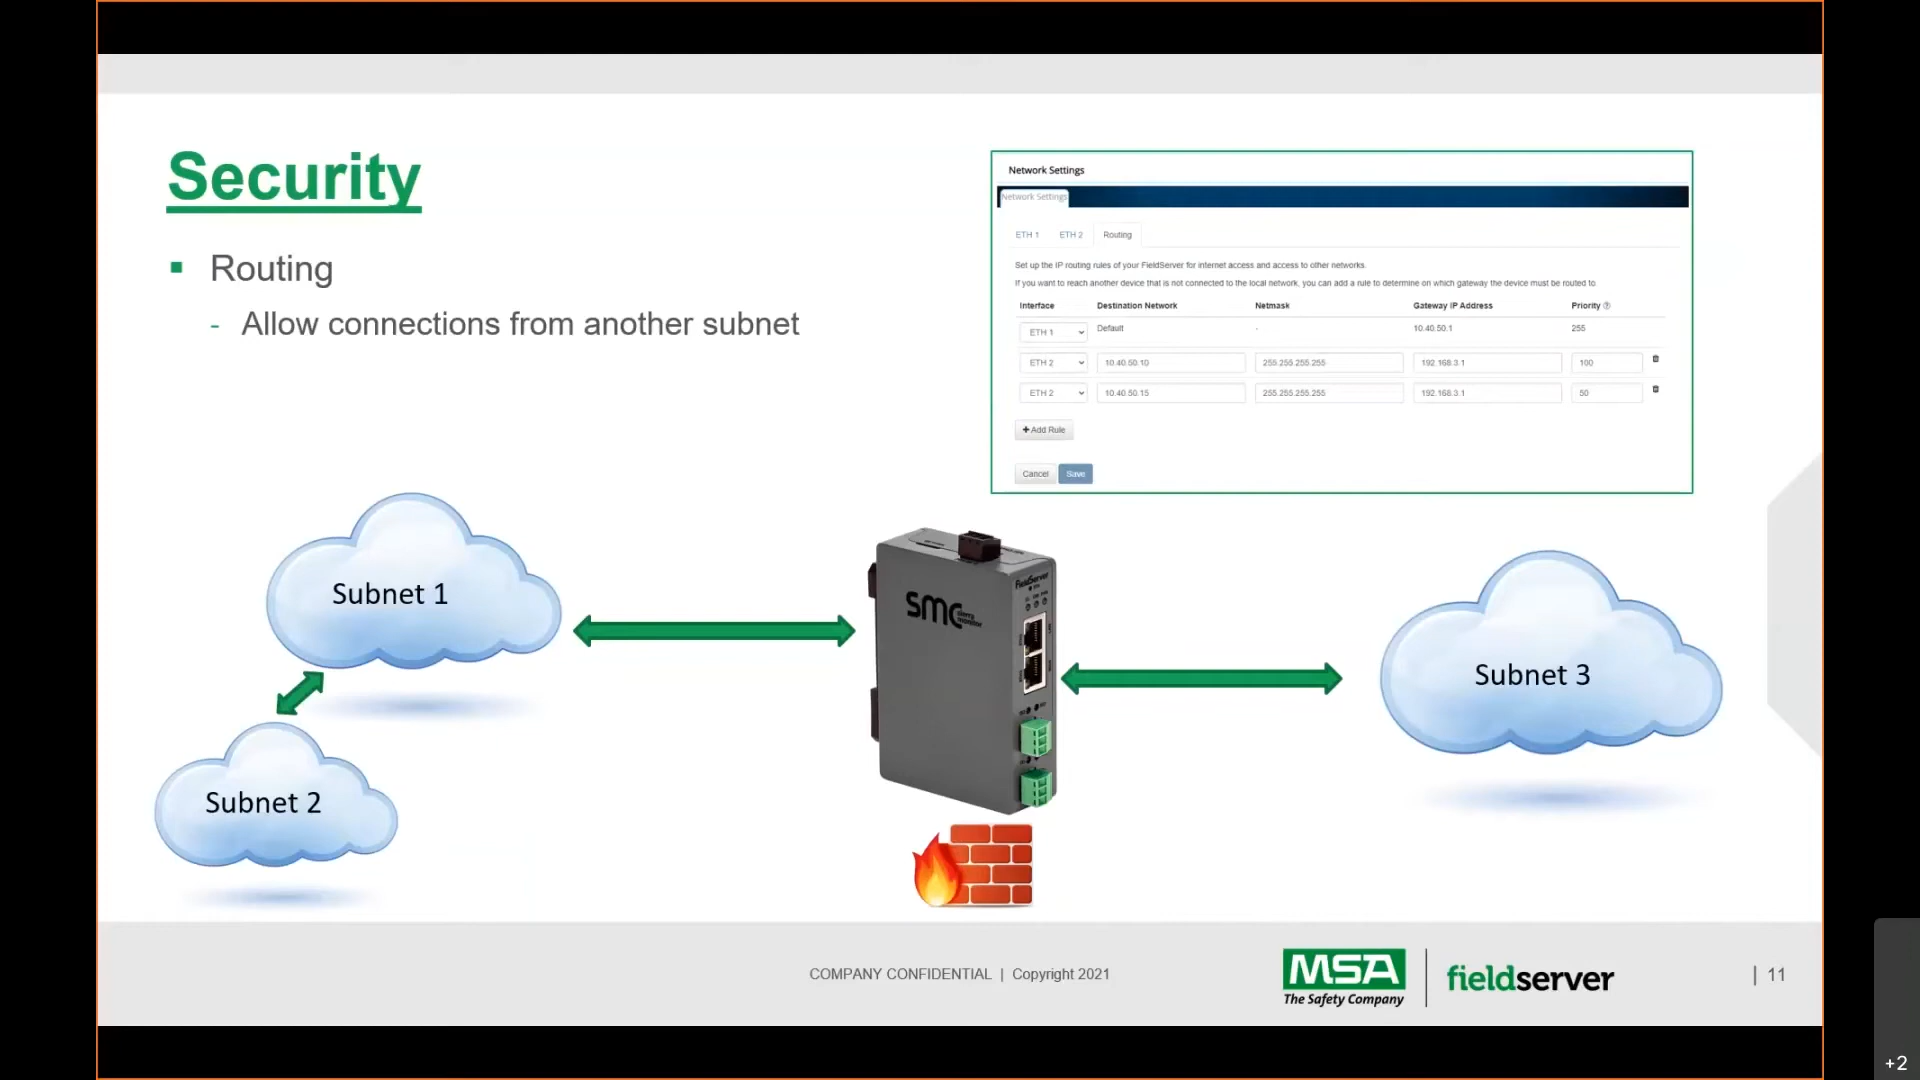 Security
Routing
- Allow connections from another subnet
Network Settings
Network Settings
ETH 1 ETH 2 Routing
Set up the IP routing rules of your FieldServer for internet access and access to other networks.
If you want to reach another device that is not connected to the local network, you can add a rule to determine on which gateway the device must be routed to.
Interface Destination Network Netmask Gateway IP Address Priority
ETH 1 Default - 10.40.50.1 255
ETH 2 10.40.50.10 255.255.255.255 192.168.3.1 100
ETH 2 10.40.50.15 255.255.255.255 192.168.3.1 50
+ Add Rule
Cancel Save
Subnet 1
FieldServer
smc sierra monitor
Subnet 3
Subnet 2
COMPANY CONFIDENTIAL | Copyright 2021
MSA
The Safety Company
fieldserver
| 11
+2